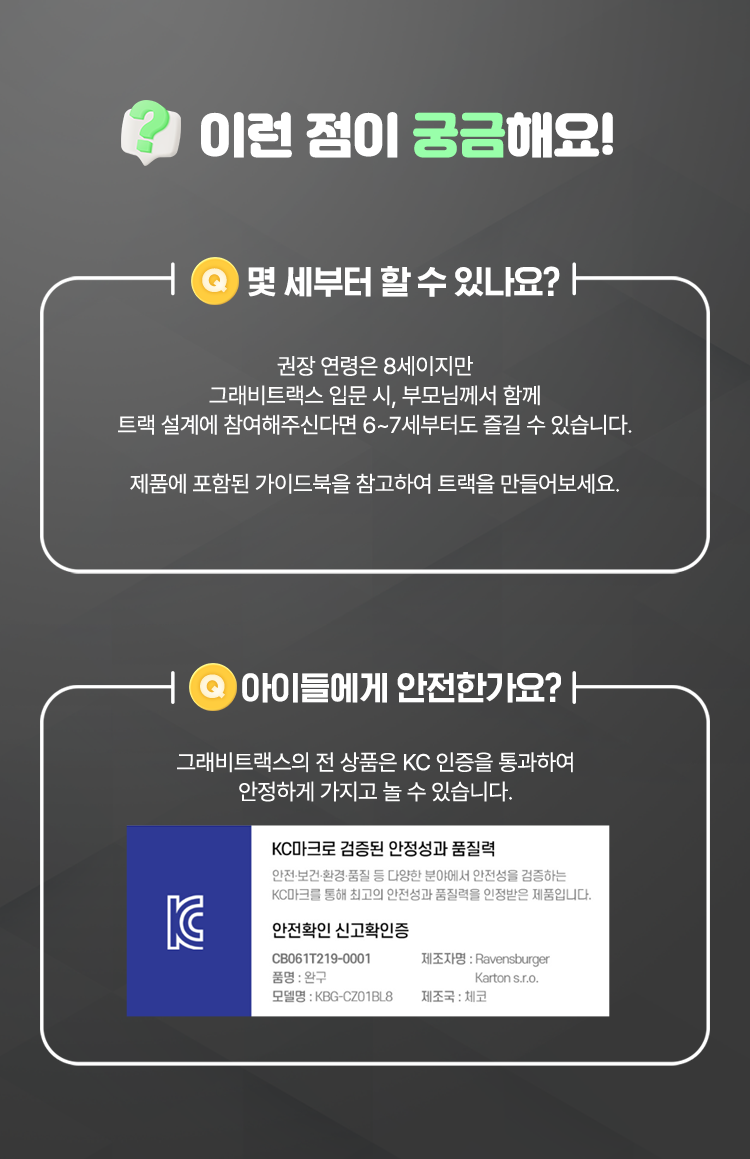 ?
이런 점이 궁금해요!
Q 몇 세부터 할 수 있나요?
권장 연령은 8세이지만
그래비트랙스 입문 시, 부모님께서 함께
트랙 설계에 참여해주신다면 6~7세부터도 즐길 수 있습니다.
제품에 포함된 가이드북을 참고하여 트랙을 만들어보세요.
Q 아이들에게 안전한가요?
그래비트랙스의 전 상품은 KC 인증을 통과하여
안정하게 가지고 놀 수 있습니다.
KC
KC마크로 검증된 안정성과 품질력
안전·보건·환경·품질 등 다양한 분야에서 안전성을 검증하는
KC마크를 통해 최고의 안전성과 품질력을 인정받은 제품입니다.
안전확인 신고확인증
CB061T219-0001
품명 : 완구
모델명 : KBG-CZ01BL8
제조자명 : Ravensburger
Karton s.r.o.
제조국 : 체코